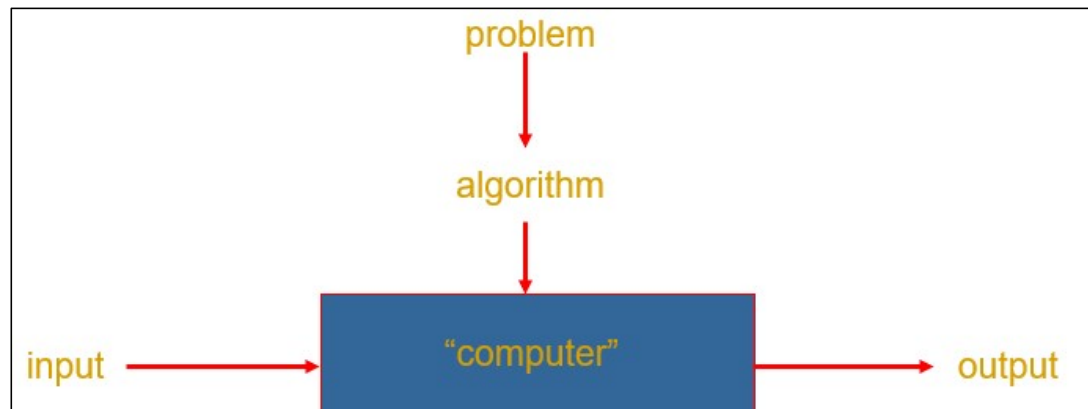 problem
algorithm
“computer”
input
output